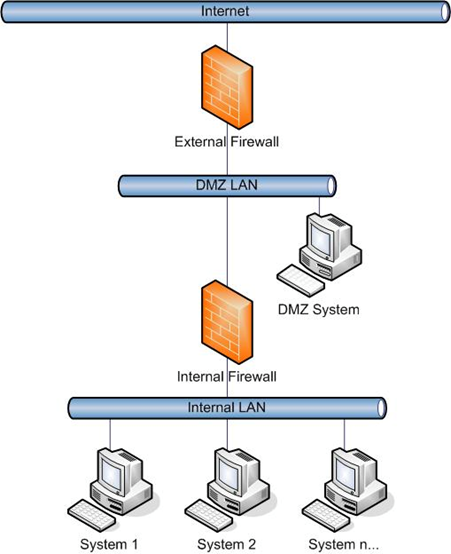 Internet
External Firewall
DMZ LAN
DMZ System
Internal Firewall
Internal LAN
System 1
System 2
System n...